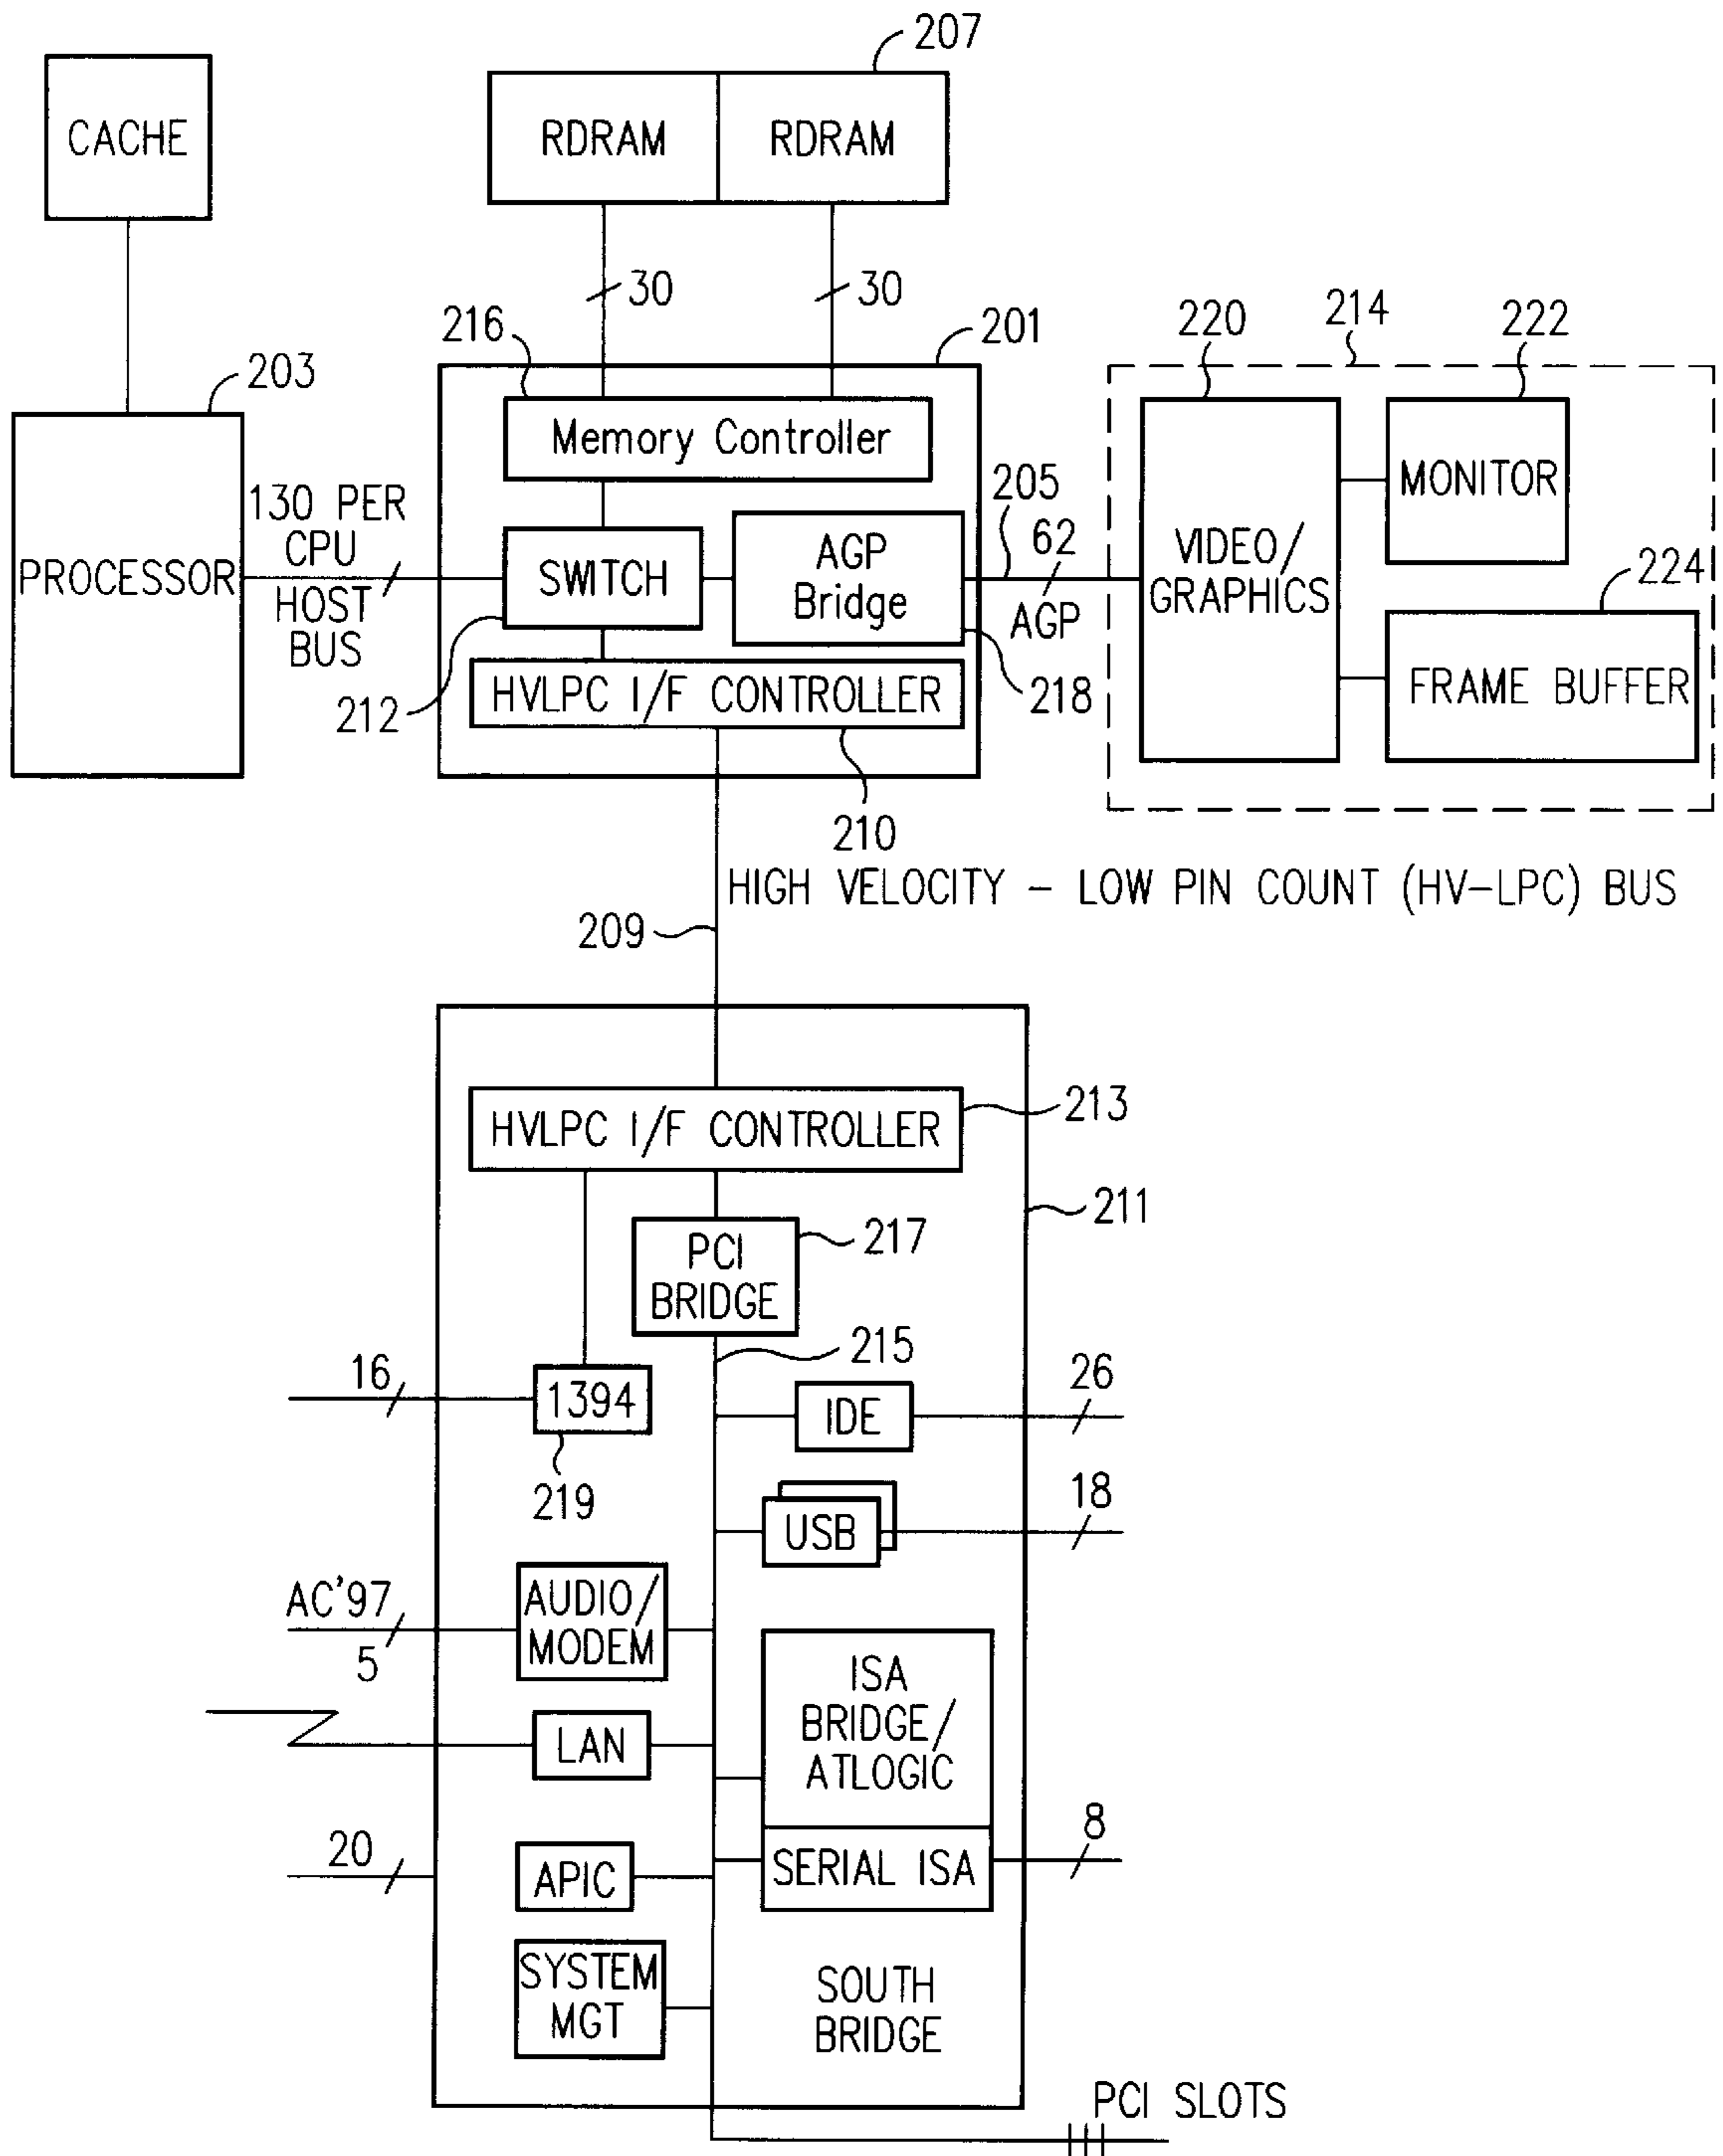 207
CACHE
RDRAM
RDRAM
30
30
216
201
220
214
222
203
Memory Controller
205
MONITOR
130 PER
CPU
HOST
BUS
PROCESSOR
SWITCH
AGP
Bridge
62
AGP
VIDEO/
GRAPHICS
224
212
HVLPC I/F CONTROLLER
218
FRAME BUFFER
210
HIGH VELOCITY – LOW PIN COUNT (HV-LPC) BUS
209
HVLPC I/F CONTROLLER
213
211
PCI
BRIDGE
217
215
16
1394
IDE
26
219
USB
18
AC'97
5
AUDIO/
MODEM
ISA
BRIDGE/
ATLOGIC
LAN
20
APIC
SERIAL ISA
8
SYSTEM
MGT
SOUTH
BRIDGE
PCI SLOTS